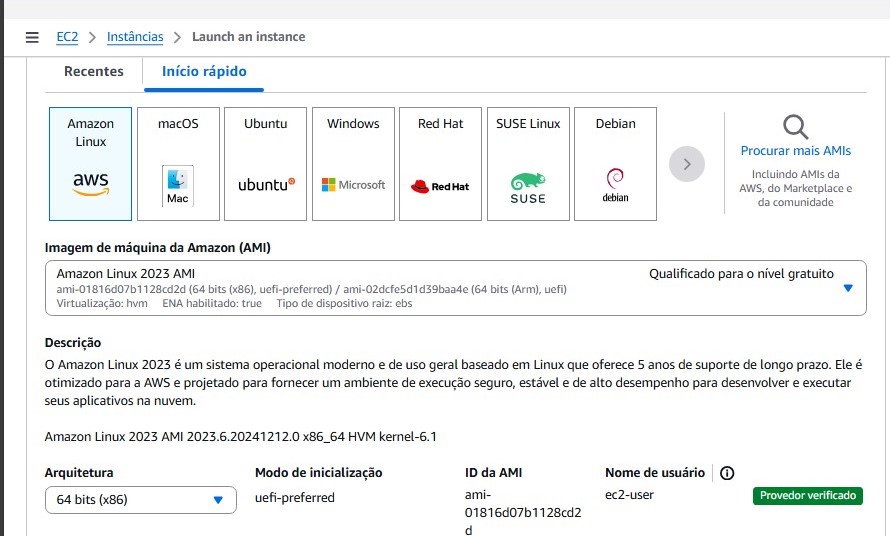 EC2 > Instâncias > Launch an instance
Recentes Início rápido
Amazon Linux
aws
macOS
Mac
Ubuntu
ubuntu
Windows
Microsoft
Red Hat
Red Hat
SUSE Linux
SUSE
Debian
debian
Procurar mais AMIs
Incluindo AMIs da
AWS, do Marketplace e
da comunidade
Imagem de máquina da Amazon (AMI)
Amazon Linux 2023 AMI Qualificado para o nível gratuito
ami-01816d07b1128cd2d (64 bits (x86), uefi-preferred) / ami-02dcfe5d1d39baa4e (64 bits (Arm), uefi)
Virtualização: hvm ENA habilitado: true Tipo de dispositivo raiz: ebs
Descrição
O Amazon Linux 2023 é um sistema operacional moderno e de uso geral baseado em Linux que oferece 5 anos de suporte de longo prazo. Ele é
otimizado para a AWS e projetado para fornecer um ambiente de execução seguro, estável e de alto desempenho para desenvolver e executar
seus aplicativos na nuvem.
Amazon Linux 2023 AMI 2023.6.20241212.0 x86_64 HVM kernel-6.1
Arquitetura
64 bits (x86)
Modo de inicialização
uefi-preferred
ID da AMI
ami-
01816d07b1128cd2
d
Nome de usuário
ec2-user
Provedor verificado